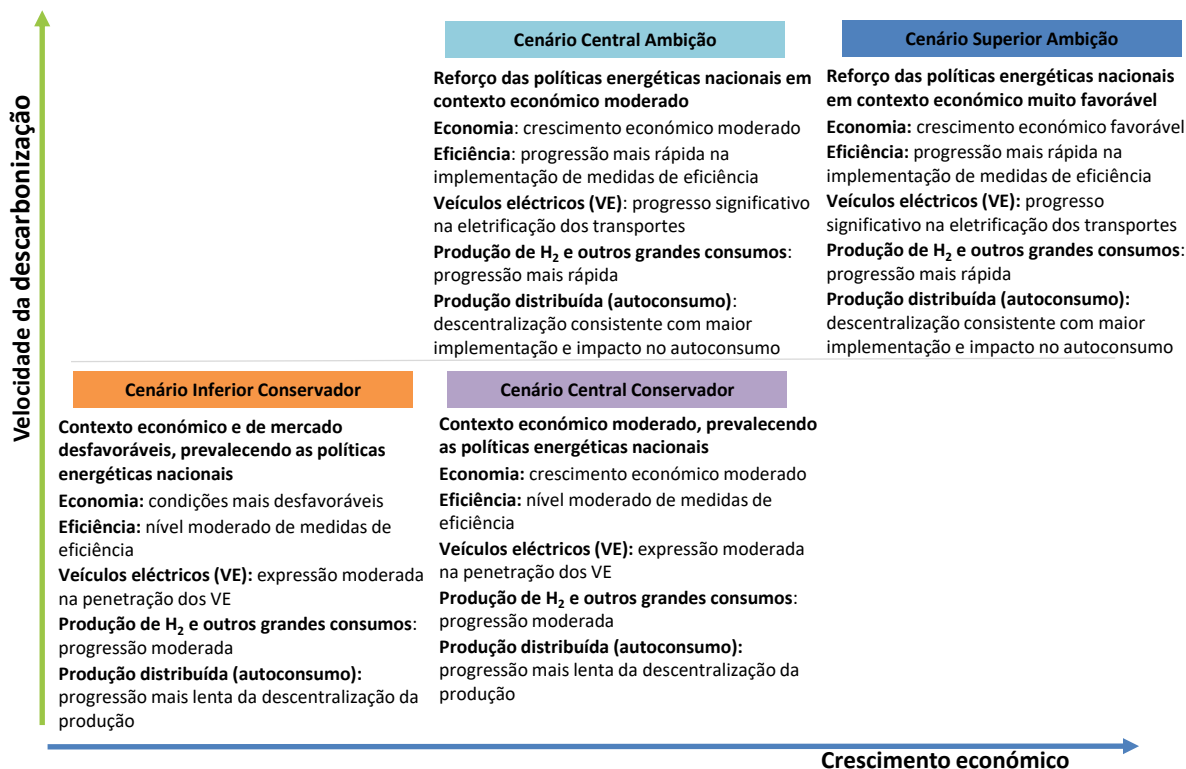 Velocidade da descarbonização
Cenário Central Ambição
Reforço das políticas energéticas nacionais em
contexto económico moderado
Economia: crescimento económico moderado
Eficiência: progressão mais rápida na
implementação de medidas de eficiência
Veículos eléctricos (VE): progresso significativo
na eletrificação dos transportes
Produção de H₂ e outros grandes consumos:
progressão mais rápida
Produção distribuída (autoconsumo):
descentralização consistente com maior
implementação e impacto no autoconsumo
Cenário Superior Ambição
Reforço das políticas energéticas nacionais
em contexto económico muito favorável
Economia: crescimento económico favorável
Eficiência: progressão mais rápida na
implementação de medidas de eficiência
Veículos eléctricos (VE): progresso
significativo na eletrificação dos transportes
Produção de H₂ e outros grandes consumos:
progressão mais rápida
Produção distribuída (autoconsumo):
descentralização consistente com maior
implementação e impacto no autoconsumo
Cenário Inferior Conservador
Contexto económico e de mercado
desfavoráveis, prevalecendo as políticas
energéticas nacionais
Economia: condições mais desfavoráveis
Eficiência: nível moderado de medidas de
eficiência
Veículos eléctricos (VE): expressão moderada
na penetração dos VE
Produção de H₂ e outros grandes consumos:
progressão moderada
Produção distribuída (autoconsumo):
progressão mais lenta da descentralização da
produção
Cenário Central Conservador
Contexto económico moderado, prevalecendo
as políticas energéticas nacionais
Economia: crescimento económico moderado
Eficiência: nível moderado de medidas de
eficiência
Veículos eléctricos (VE): expressão moderada
na penetração dos VE
Produção de H₂ e outros grandes consumos:
progressão moderada
Produção distribuída (autoconsumo):
progressão mais lenta da descentralização da
produção
Crescimento económico